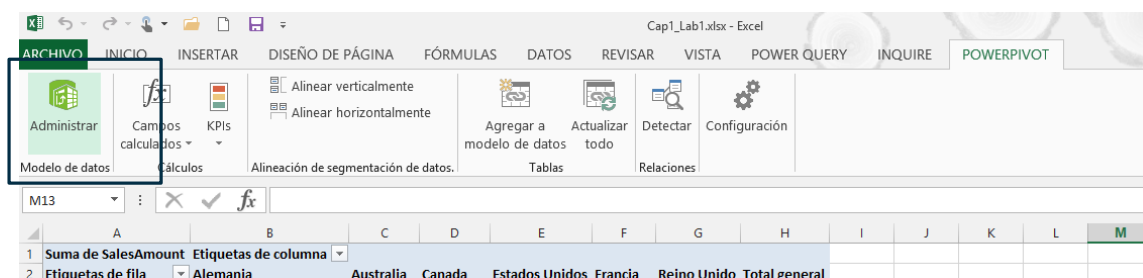 Cap1_Lab1.xlsx - Excel
ARCHIVO INICIO INSERTAR DISEÑO DE PÁGINA FÓRMULAS DATOS REVISAR VISTA POWER QUERY INQUIRE POWERPIVOT
Administrar
Campos calculados
KPIs
Alinear verticalmente
Alinear horizontalmente
Agregar a modelo de datos
Actualizar todo
Detectar
Configuración
Modelo de datos Cálculos Alineación de segmentación de datos. Tablas Relaciones
M13 fx
A B C D E F G H I J K L M
1 Suma de SalesAmount Etiquetas de columna
2 Etiquetas de fila Alemania Australia Canada Estados Unidos Francia Reino Unido Total general